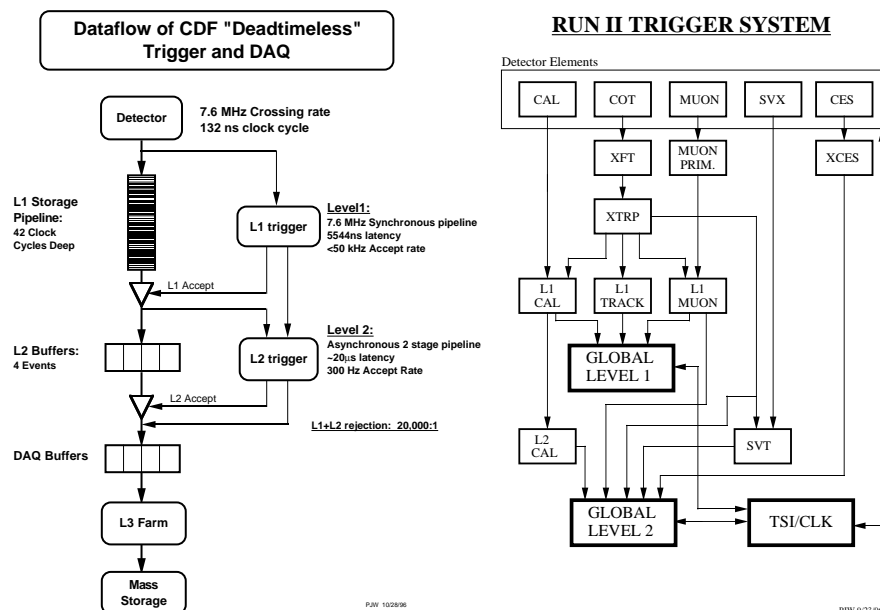 Dataflow of CDF "Deadtimeless"
Trigger and DAQ
Detector
7.6 MHz Crossing rate
132 ns clock cycle
L1 Storage
Pipeline:
42 Clock
Cycles Deep
L1 trigger
Level1:
7.6 MHz Synchronous pipeline
5544ns latency
<50 kHz Accept rate
L1 Accept
L2 Buffers:
4 Events
L2 trigger
Level 2:
Asynchronous 2 stage pipeline
~20µs latency
300 Hz Accept Rate
L2 Accept
L1+L2 rejection: 20,000:1
DAQ Buffers
L3 Farm
Mass
Storage
PJW 10/28/96
RUN II TRIGGER SYSTEM
Detector Elements
CAL
COT
MUON
SVX
CES
XFT
MUON
PRIM.
XCES
XTRP
L1
CAL
L1
TRACK
L1
MUON
GLOBAL
LEVEL 1
L2
CAL
SVT
GLOBAL
LEVEL 2
TSI/CLK